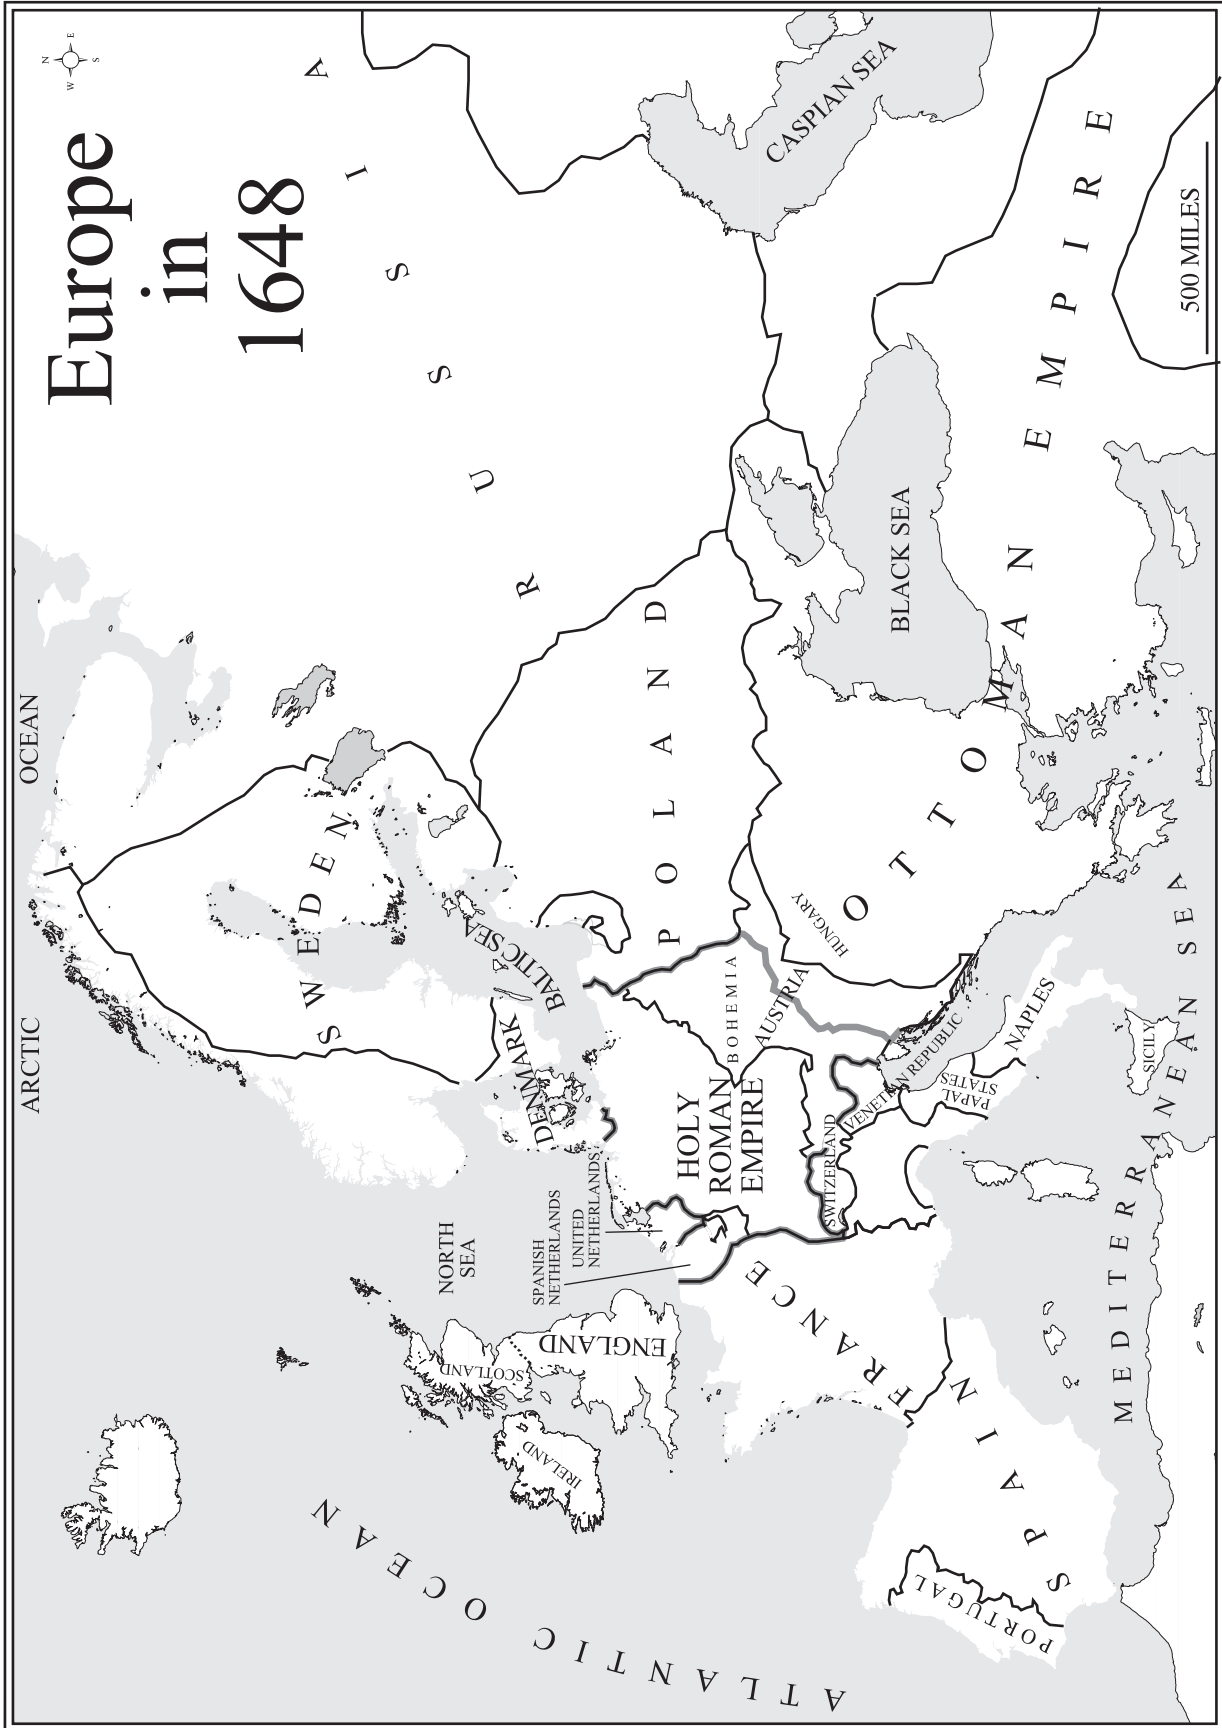 Europe
in
1648
N
E
S
W
ARCTIC OCEAN
RUSSIA
SWEDEN
BALTIC SEA
DENMARK
NORTH
SEA
SCOTLAND
ENGLAND
IRELAND
ATLANTIC OCEAN
UNITED
NETHERLANDS
SPANISH
NETHERLANDS
HOLY
ROMAN
EMPIRE
BOHEMIA
AUSTRIA
POLAND
HUNGARY
SWITZERLAND
VENETIAN REPUBLIC
PAPAL
STATES
NAPLES
SICILY
FRANCE
SPAIN
PORTUGAL
OTTOMAN EMPIRE
BLACK SEA
CASPIAN SEA
MEDITERRANEAN SEA
500 MILES